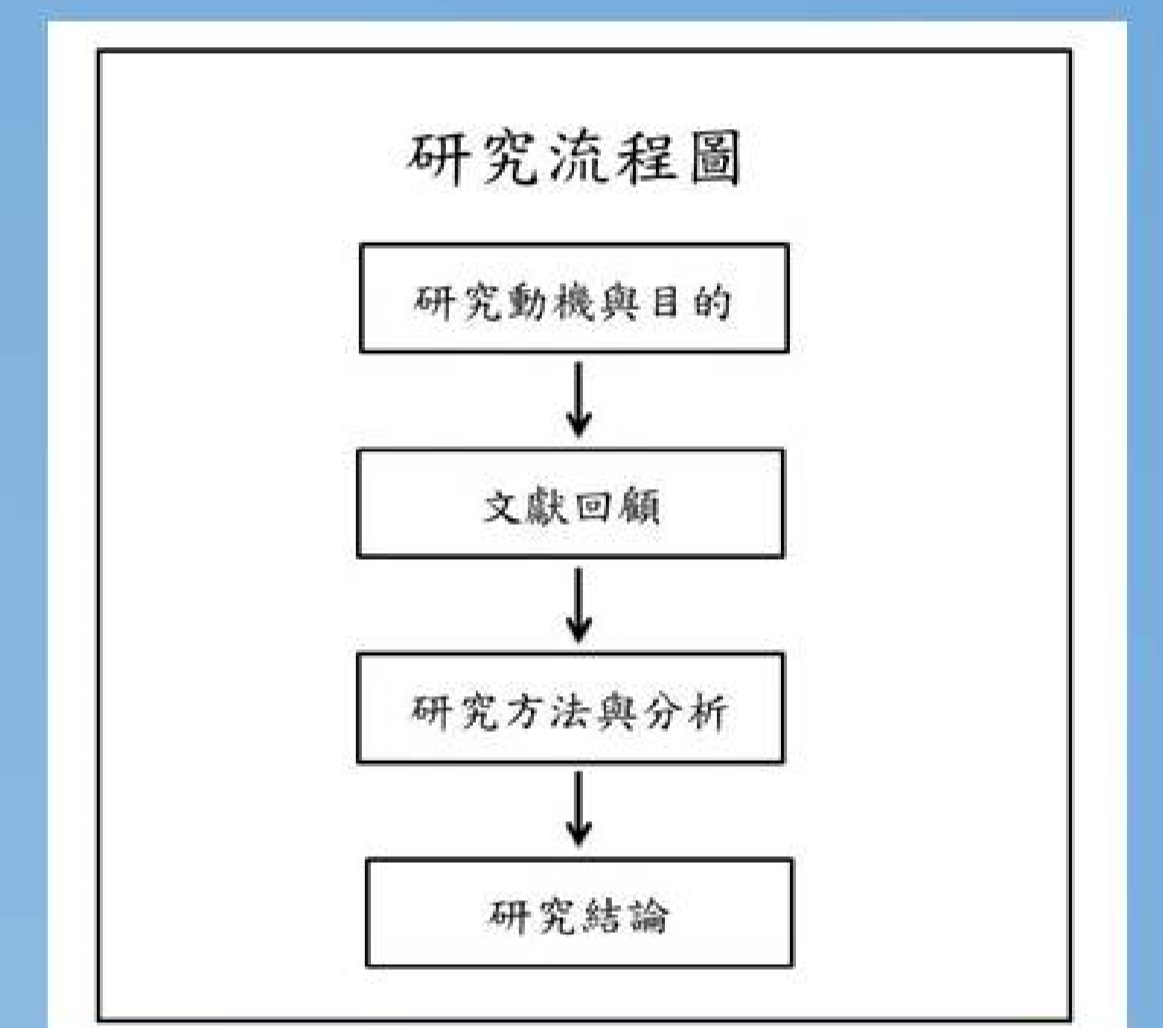 研究流程圖
研究動機與目的
文獻回顧
研究方法與分析
研究結論